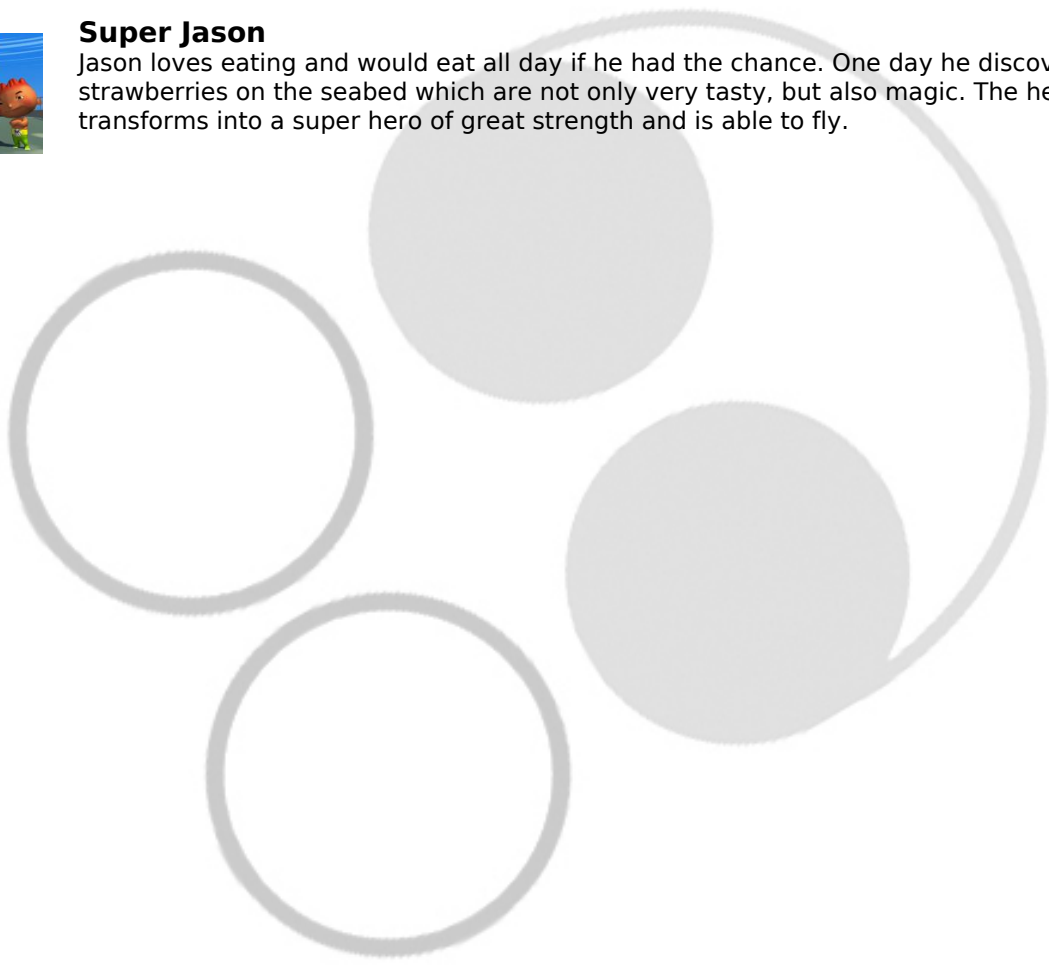 Super Jason
Jason loves eating and would eat all day if he had the chance. One day he discov
strawberries on the seabed which are not only very tasty, but also magic. The he
transforms into a super hero of great strength and is able to fly.